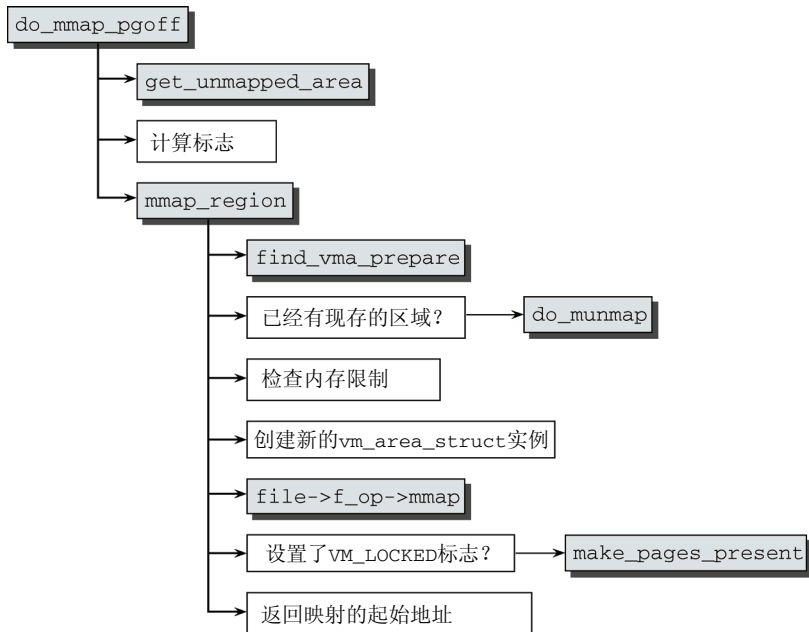 do_mmap_pgoff
get_unmapped_area
计算标志
mmap_region
find_vma_prepare
已经有现存的区域？
do_munmap
检查内存限制
创建新的vm_area_struct实例
file->f_op->mmap
设置了VM_LOCKED标志？
make_pages_present
返回映射的起始地址